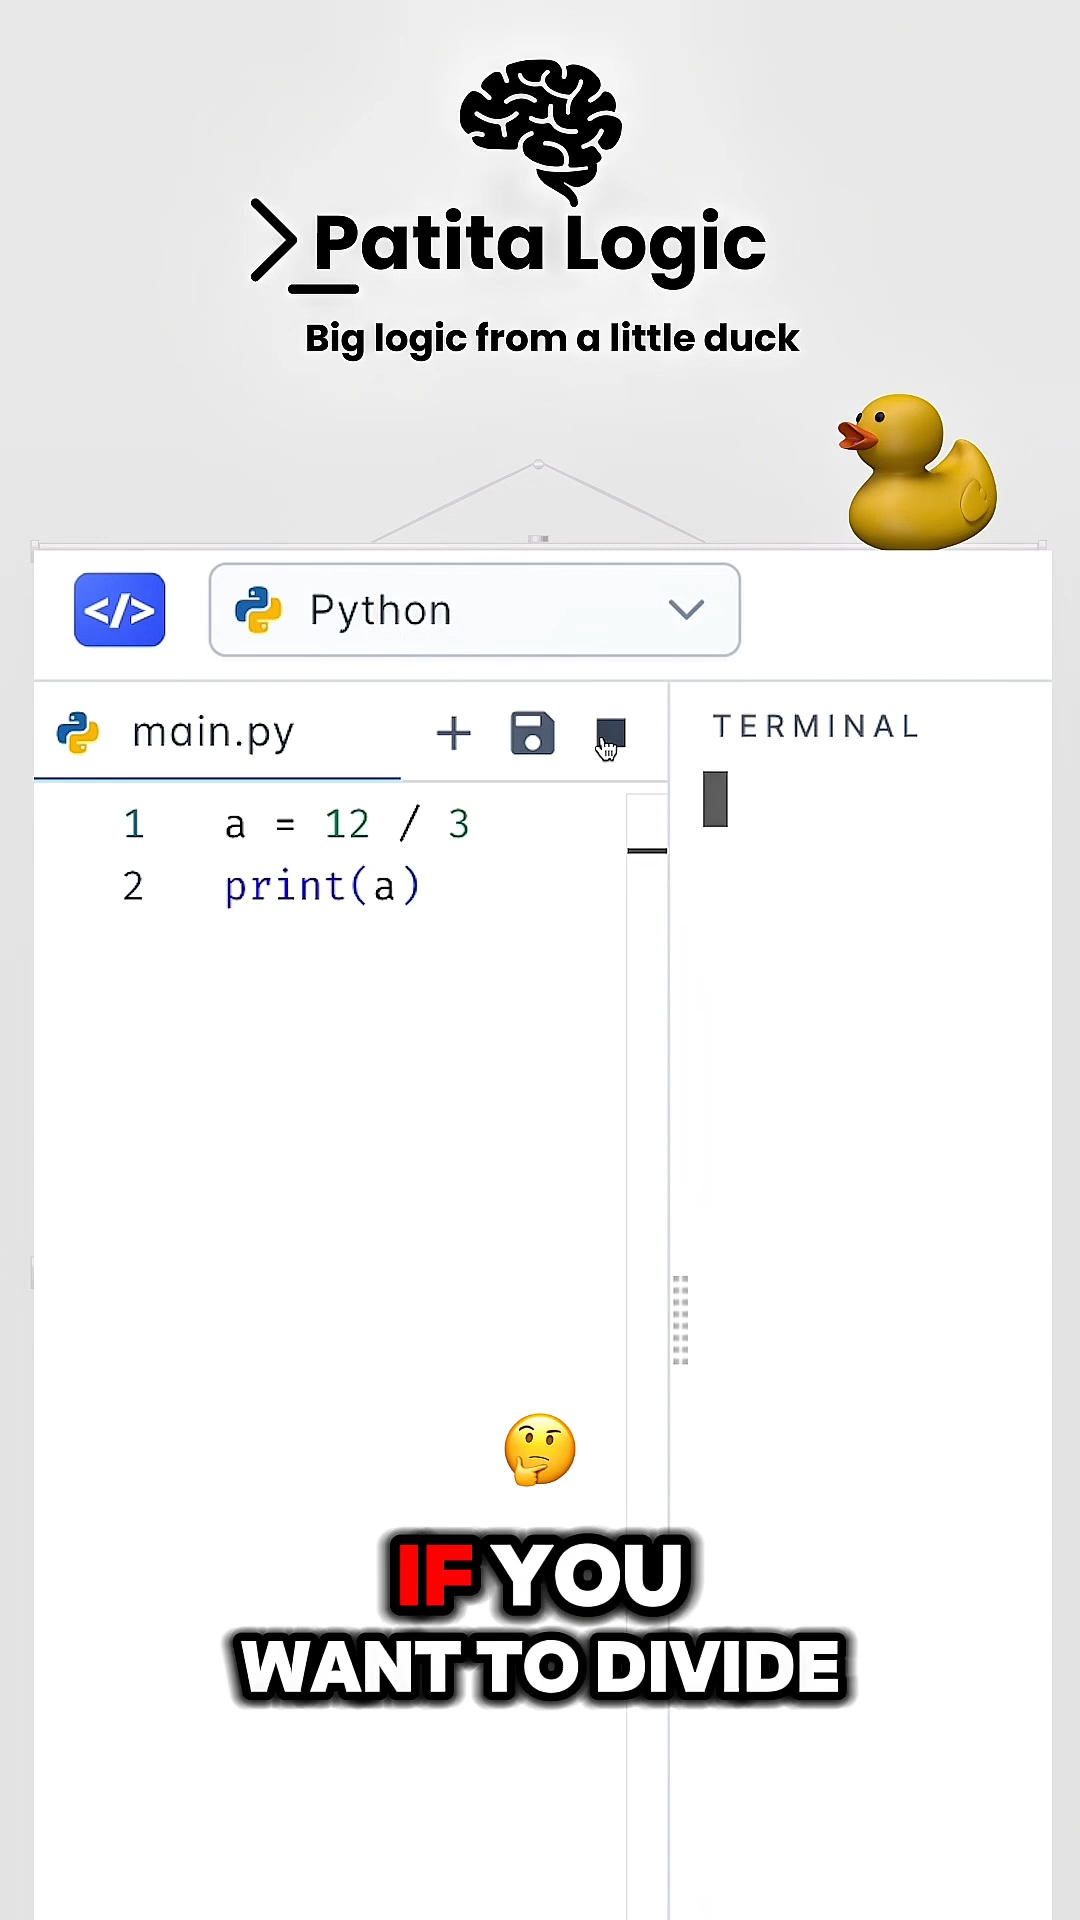 Patita Logic
Big logic from a little duck
</> Python
main.py
TERMINAL
1 a = 12 / 3
2 print(a)
IF YOU
WANT TO DIVIDE